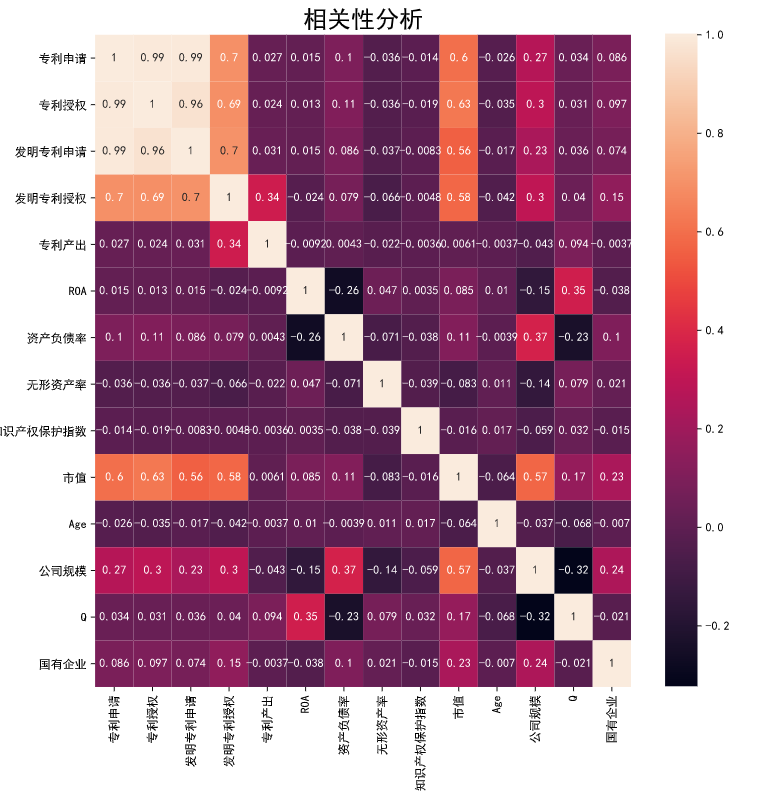 相关性分析
专利申请 1 0.99 0.99 0.7 0.027 0.015 0.1 -0.036 -0.014 0.6 -0.026 0.27 0.034 0.086
专利授权 0.99 1 0.96 0.69 0.024 0.013 0.11 -0.036 -0.019 0.63 -0.035 0.3 0.031 0.097
发明专利申请 0.99 0.96 1 0.7 0.031 0.015 0.086 -0.037 -0.0083 0.56 -0.017 0.23 0.036 0.074
发明专利授权 0.7 0.69 0.7 1 0.34 -0.024 0.079 -0.066 -0.0048 0.58 -0.042 0.3 0.04 0.15
专利产出 0.027 0.024 0.031 0.34 1 -0.0092 0.0043 -0.022 -0.0036 0.0061 -0.0037 -0.043 0.094 -0.0037
ROA 0.015 0.013 0.015 -0.024 -0.0092 1 -0.26 0.047 0.0035 0.085 0.01 -0.15 0.35 -0.038
资产负债率 0.1 0.11 0.086 0.079 0.0043 -0.26 1 -0.071 -0.038 0.11 -0.0039 0.37 -0.23 0.1
无形资产率 -0.036 -0.036 -0.037 -0.066 -0.022 0.047 -0.071 1 -0.039 -0.083 0.011 -0.14 0.079 0.021
识产权保护指数 -0.014 -0.019 -0.0083 -0.0048 -0.0036 0.0035 -0.038 -0.039 1 -0.016 0.017 -0.059 0.032 -0.015
市值 0.6 0.63 0.56 0.58 0.0061 0.085 0.11 -0.083 -0.016 1 -0.064 0.57 0.17 0.23
Age -0.026 -0.035 -0.017 -0.042 -0.0037 0.01 -0.0039 0.011 0.017 -0.064 1 -0.037 -0.068 -0.007
公司规模 0.27 0.3 0.23 0.3 -0.043 -0.15 0.37 -0.14 -0.059 0.57 -0.037 1 -0.32 0.24
Q 0.034 0.031 0.036 0.04 0.094 0.35 -0.23 0.079 0.032 0.17 -0.068 -0.32 1 -0.021
国有企业 0.086 0.097 0.074 0.15 -0.0037 -0.038 0.1 0.021 -0.015 0.23 -0.007 0.24 -0.021 1
专利申请
专利授权
发明专利申请
发明专利授权
专利产出
ROA
资产负债率
无形资产率
知识产权保护指数
市值
Age
公司规模
Q
国有企业
1.0
0.8
0.6
0.4
0.2
0.0
-0.2